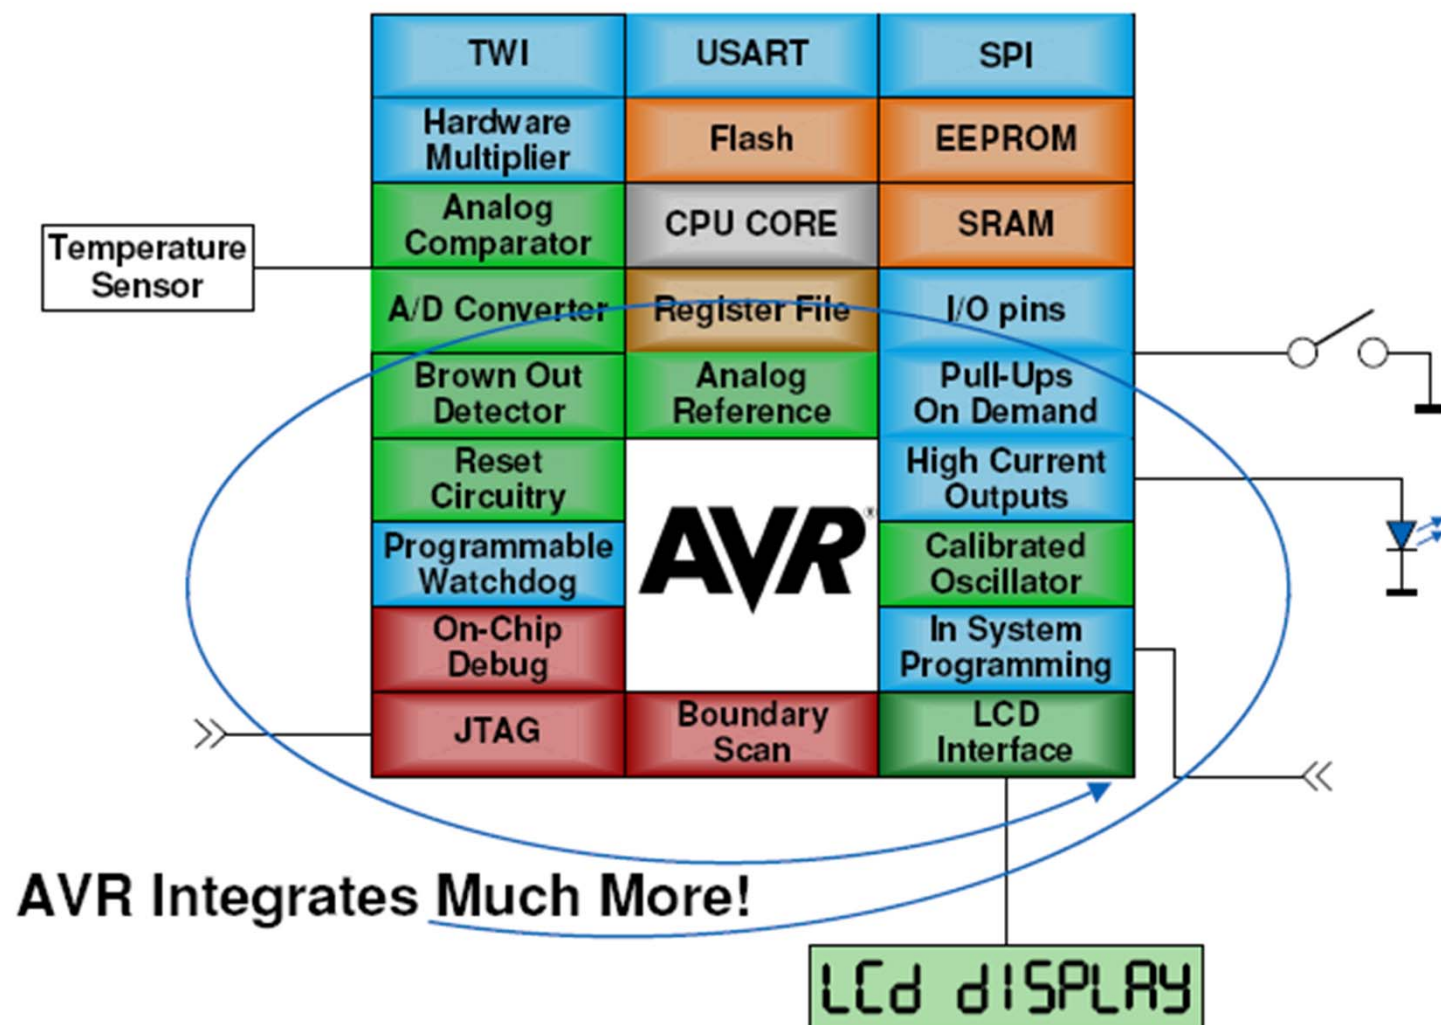 TWI
USART
SPI
Hardware
Multiplier
Flash
EEPROM
Analog
Comparator
CPU CORE
SRAM
Temperature
Sensor
A/D Converter
Register File
I/O pins
Brown Out
Detector
Analog
Reference
Pull-Ups
On Demand
Reset
Circuitry
High Current
Outputs
Programmable
Watchdog
AVR®
Calibrated
Oscillator
On-Chip
Debug
In System
Programming
JTAG
Boundary
Scan
LCD
Interface
AVR Integrates Much More!
LCd dISPLAY